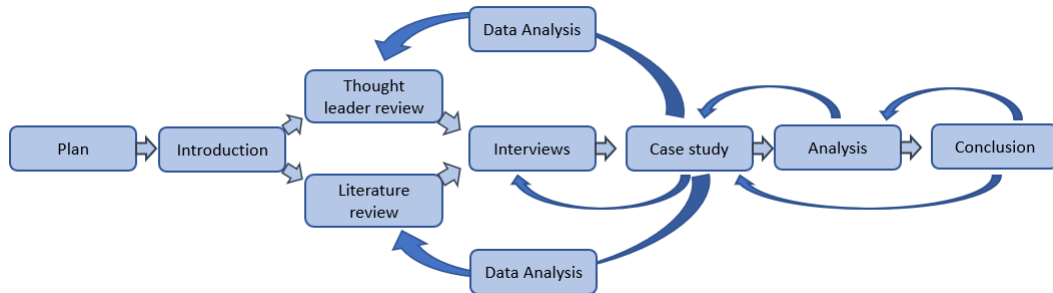 Data Analysis
Thought
leader review
Plan
Introduction
Interviews
Case study
Analysis
Conclusion
Literature
review
Data Analysis